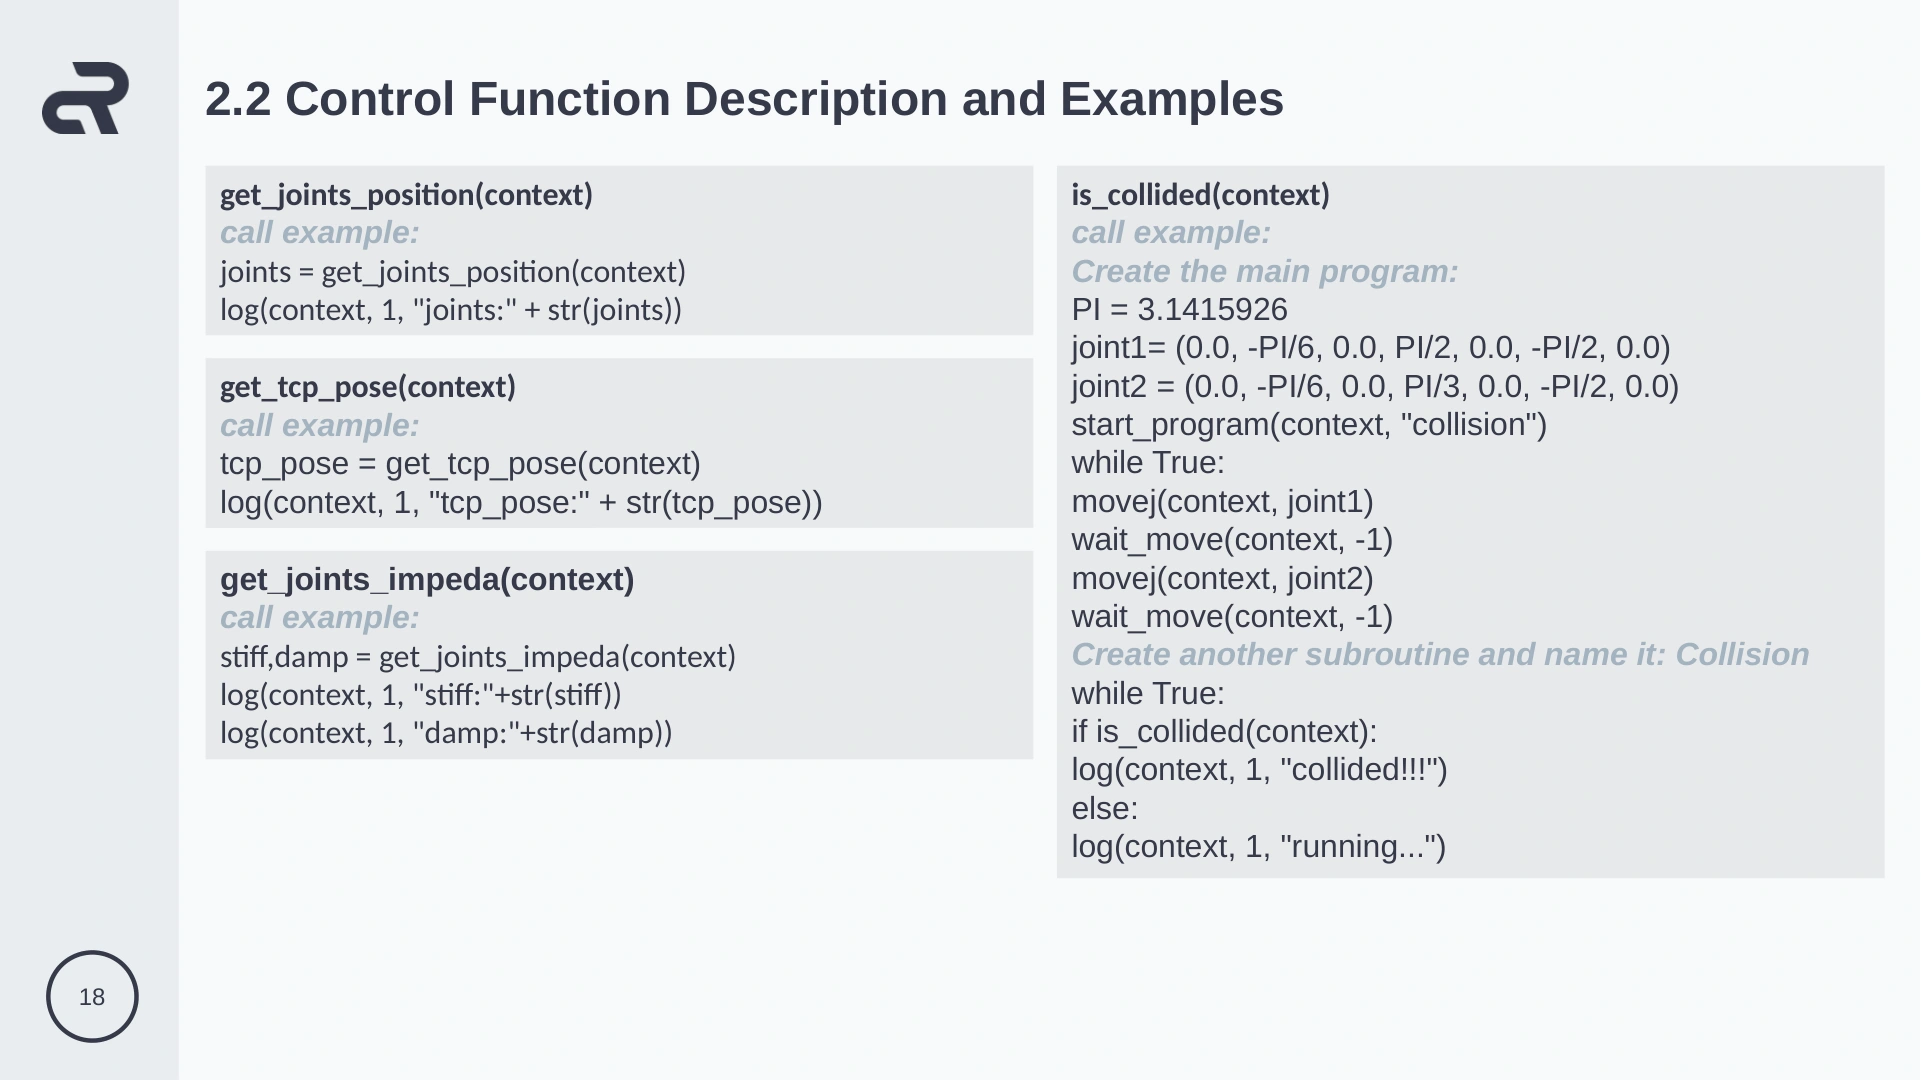 2.2 Control Function Description and Examples
get_joints_position(context)
call example:
joints = get_joints_position(context)
log(context, 1, "joints:" + str(joints))
get_tcp_pose(context)
call example:
tcp_pose = get_tcp_pose(context)
log(context, 1, "tcp_pose:" + str(tcp_pose))
get_joints_impeda(context)
call example:
stiff,damp = get_joints_impeda(context)
log(context, 1, "stiff:"+str(stiff))
log(context, 1, "damp:"+str(damp))
is_collided(context)
call example:
Create the main program:
PI = 3.1415926
joint1= (0.0, -PI/6, 0.0, PI/2, 0.0, -PI/2, 0.0)
joint2 = (0.0, -PI/6, 0.0, PI/3, 0.0, -PI/2, 0.0)
start_program(context, "collision")
while True:
movej(context, joint1)
wait_move(context, -1)
movej(context, joint2)
wait_move(context, -1)
Create another subroutine and name it: Collision
while True:
if is_collided(context):
log(context, 1, "collided!!!")
else:
log(context, 1, "running...")
18